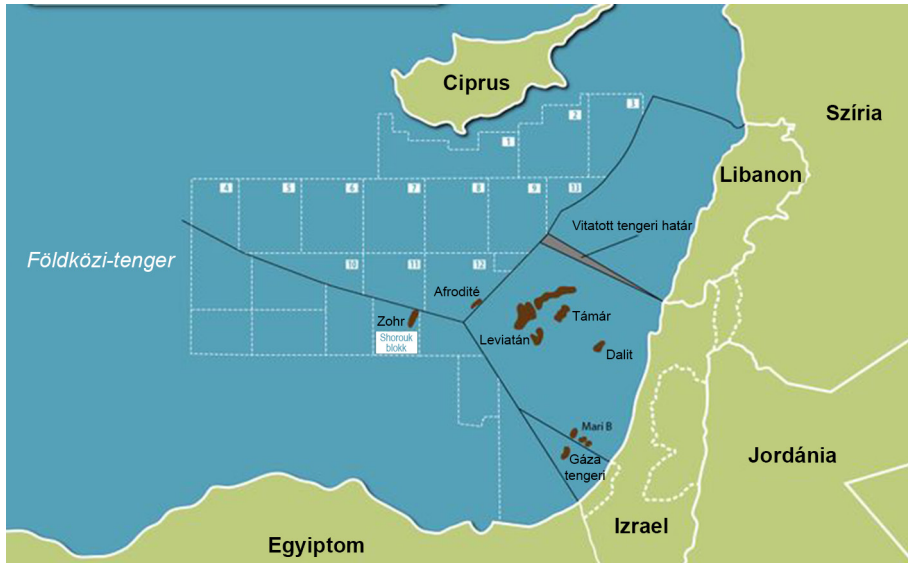 Ciprus
Szíria
3
2
1
Libanon
4
5
6
7
8
9
13
Vitatott tengeri határ
Földközi-tenger
10
11
12
Afrodité
Zohr
Támár
Shorouk
blokk
Leviatán
Dalit
Mari B
Gáza
tengeri
Jordánia
Izrael
Egyiptom